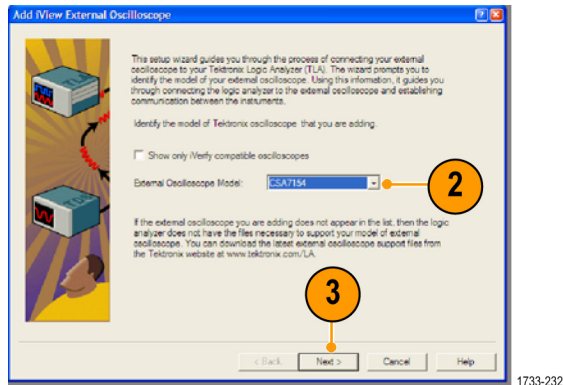 Add iView External Oscilloscope
This setup wizard guides you through the process of connecting your external
oscilloscope to your Tektronix Logic Analyzer (TLA). The wizard prompts you to
identify the model of your external oscilloscope. Using this information, it guides you
through connecting the logic analyzer to the external oscilloscope and establishing
communication between the instruments.
Identify the model of Tektronix oscilloscope that you are adding.
Show only iVerify compatible oscilloscopes
External Oscilloscope Model: CSA7154
2
If the external oscilloscope you are adding does not appear in the list, then the logic
analyzer does not have the files necessary to support your model of external
oscilloscope. You can download the latest external oscilloscope support files from
the Tektronix website at www.tektronix.com/LA.
3
< Back Next > Cancel Help
1733-232
TLA
TDS